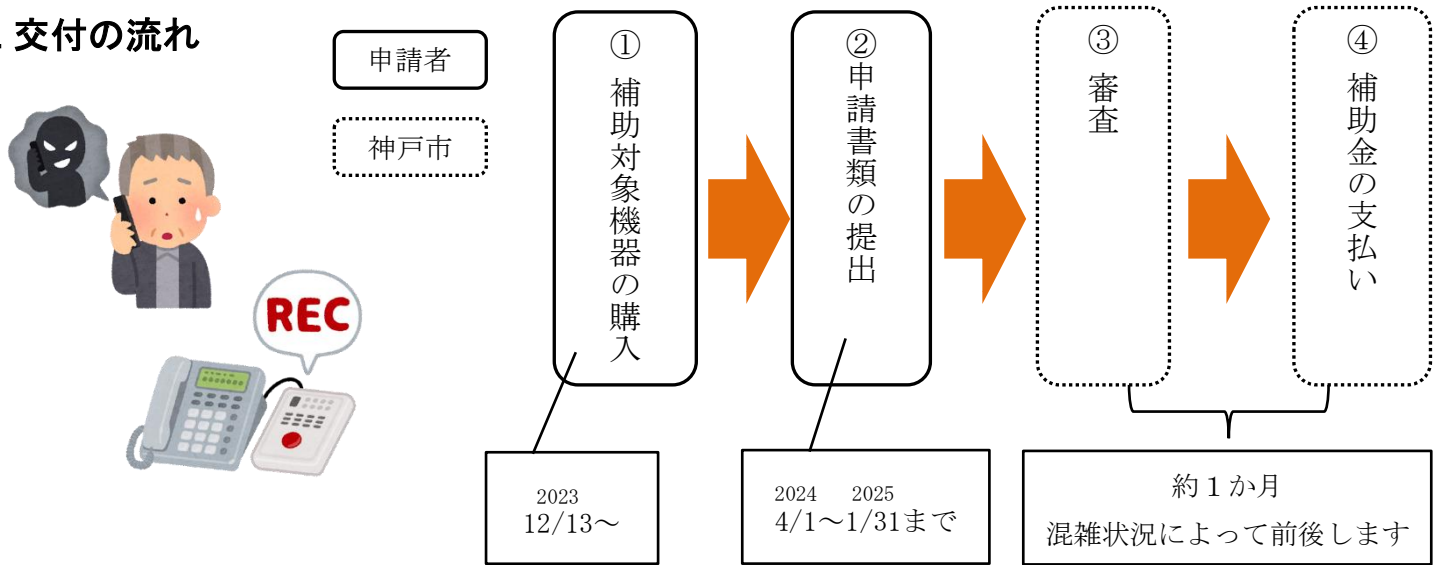 交付の流れ
申請者
神戸市
REC
① 補助対象機器の購入
②申請書類の提出
③ 審査
④ 補助金の支払い
2023
12/13～
2024 2025
4/1～1/31まで
約１か月
混雑状況によって前後します